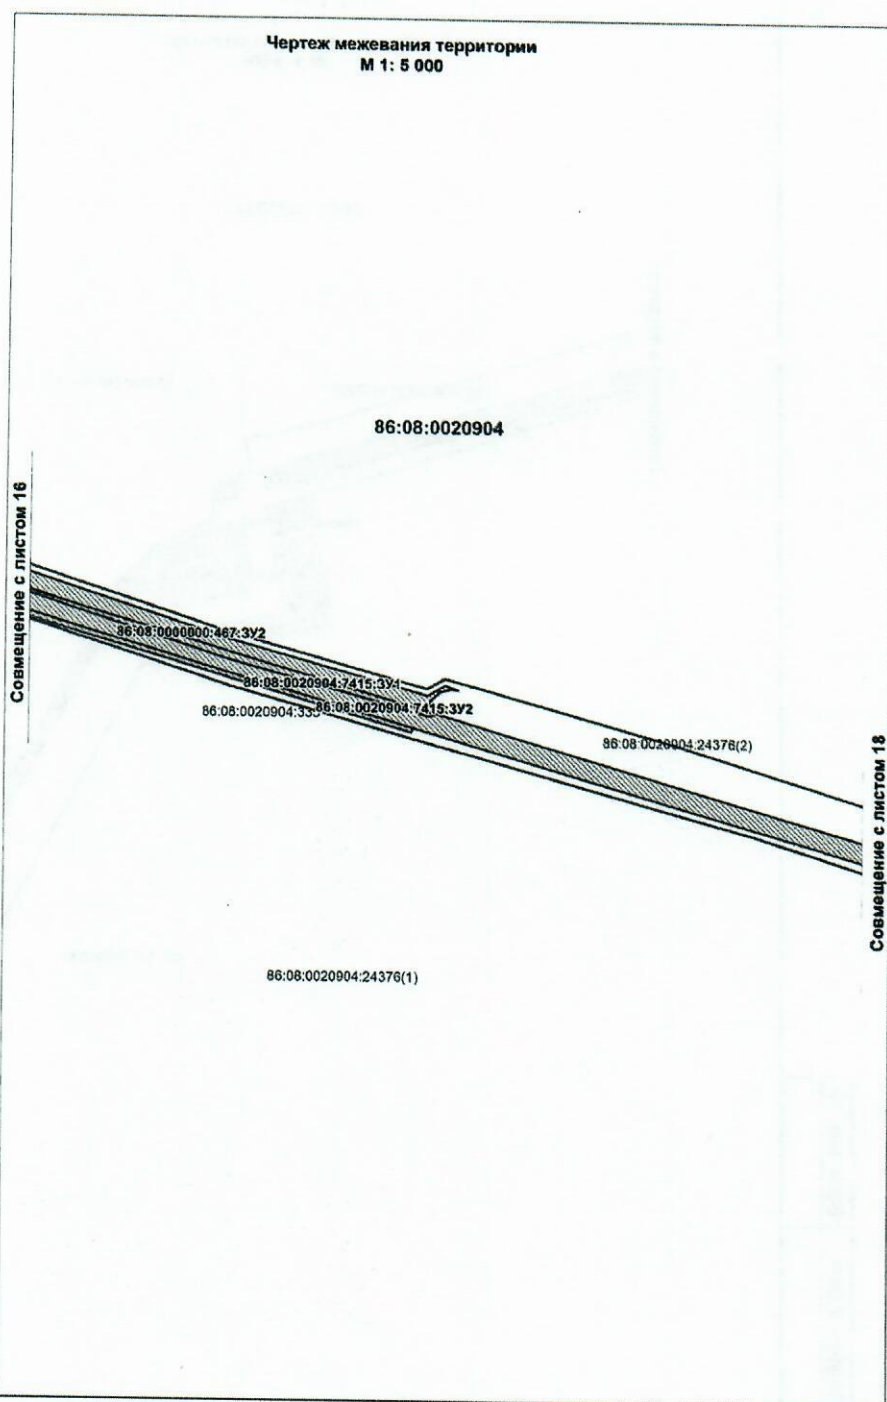 Чертеж межевания территории
М 1: 5 000
86:08:0020904
Совмещение с листом 16
86:08:0000000:467:ЗУ2
86:08:0020904:7415:ЗУ1
86:08:0020904:7415:ЗУ2
86:08:0020904:24376(2)
Совмещение с листом 18
86:08:0020904:24376(1)